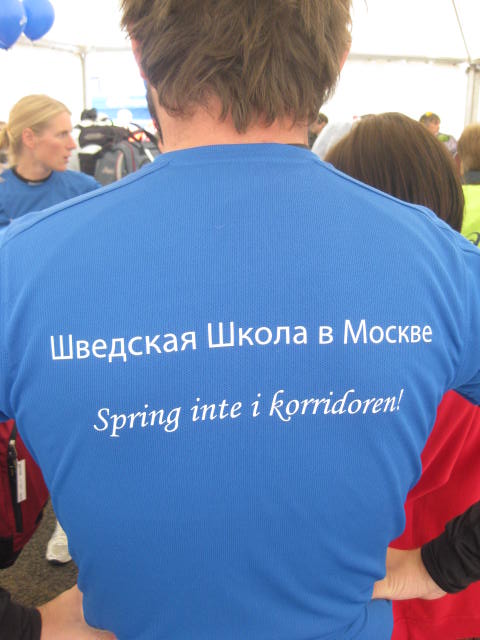 Шведская Школа в Москве
Spring inte i korridoren!